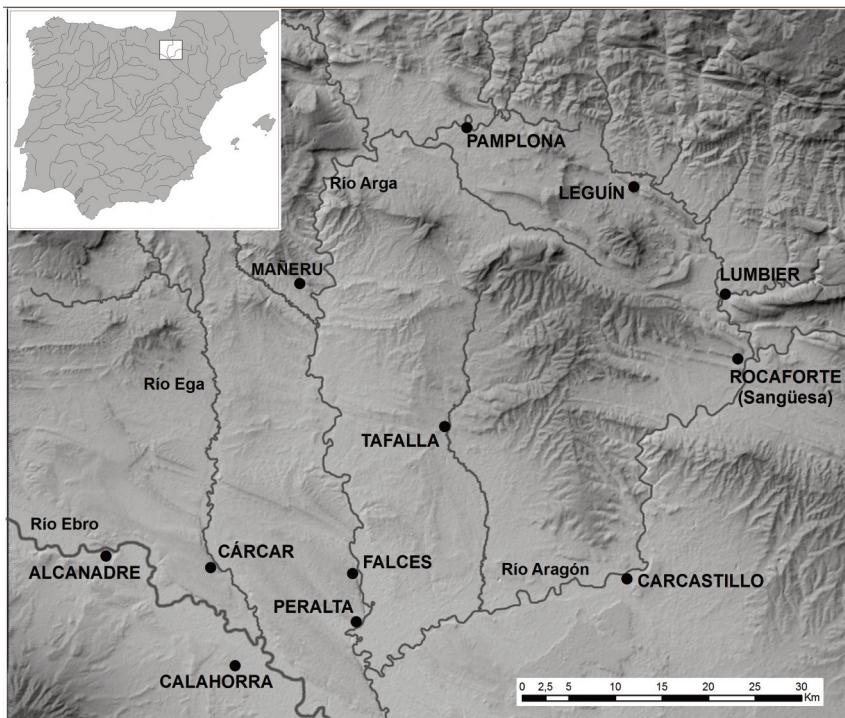 PAMPLONA
Río Arga
LEGUÍN
MAÑERU
LUMBIER
ROCAFORTE
(Sangüesa)
Río Ega
TAFALLA
Río Ebro
ALCANADRE
CÁRCAR
FALCES
Río Aragón
CARCASTILLO
PERALTA
CALAHORRA
0 2,5 5 10 15 20 25 30
Km